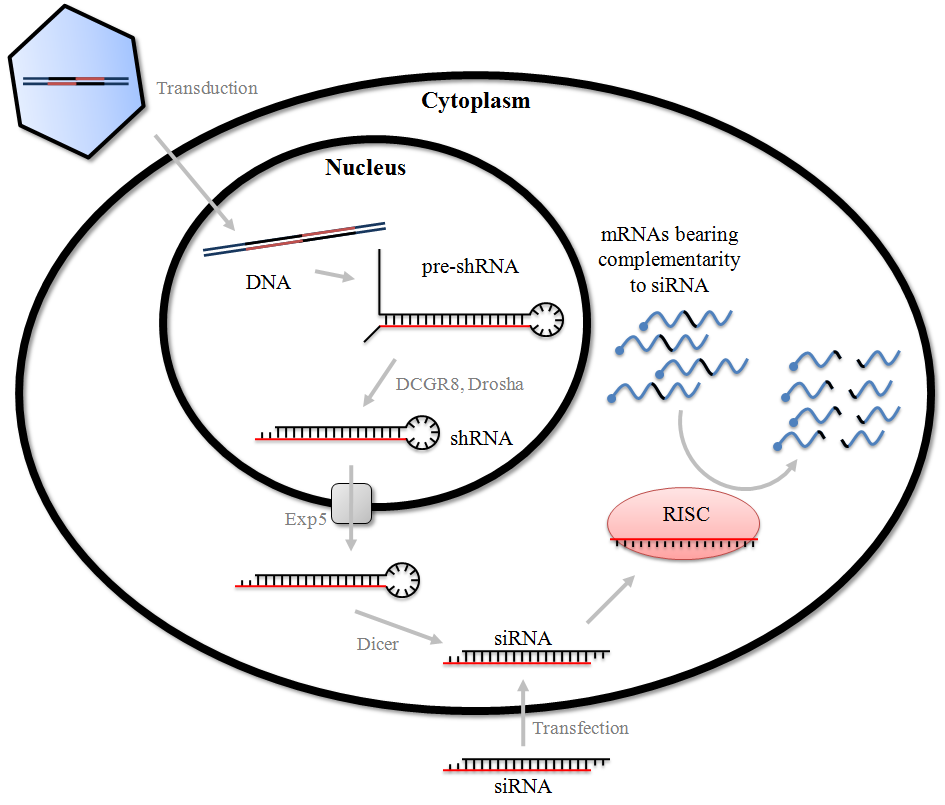 Transduction
Cytoplasm
Nucleus
DNA
pre-shRNA
mRNAs bearing
complementarity
to siRNA
DCGR8, Drosha
shRNA
Exp5
RISC
Dicer
siRNA
Transfection
siRNA